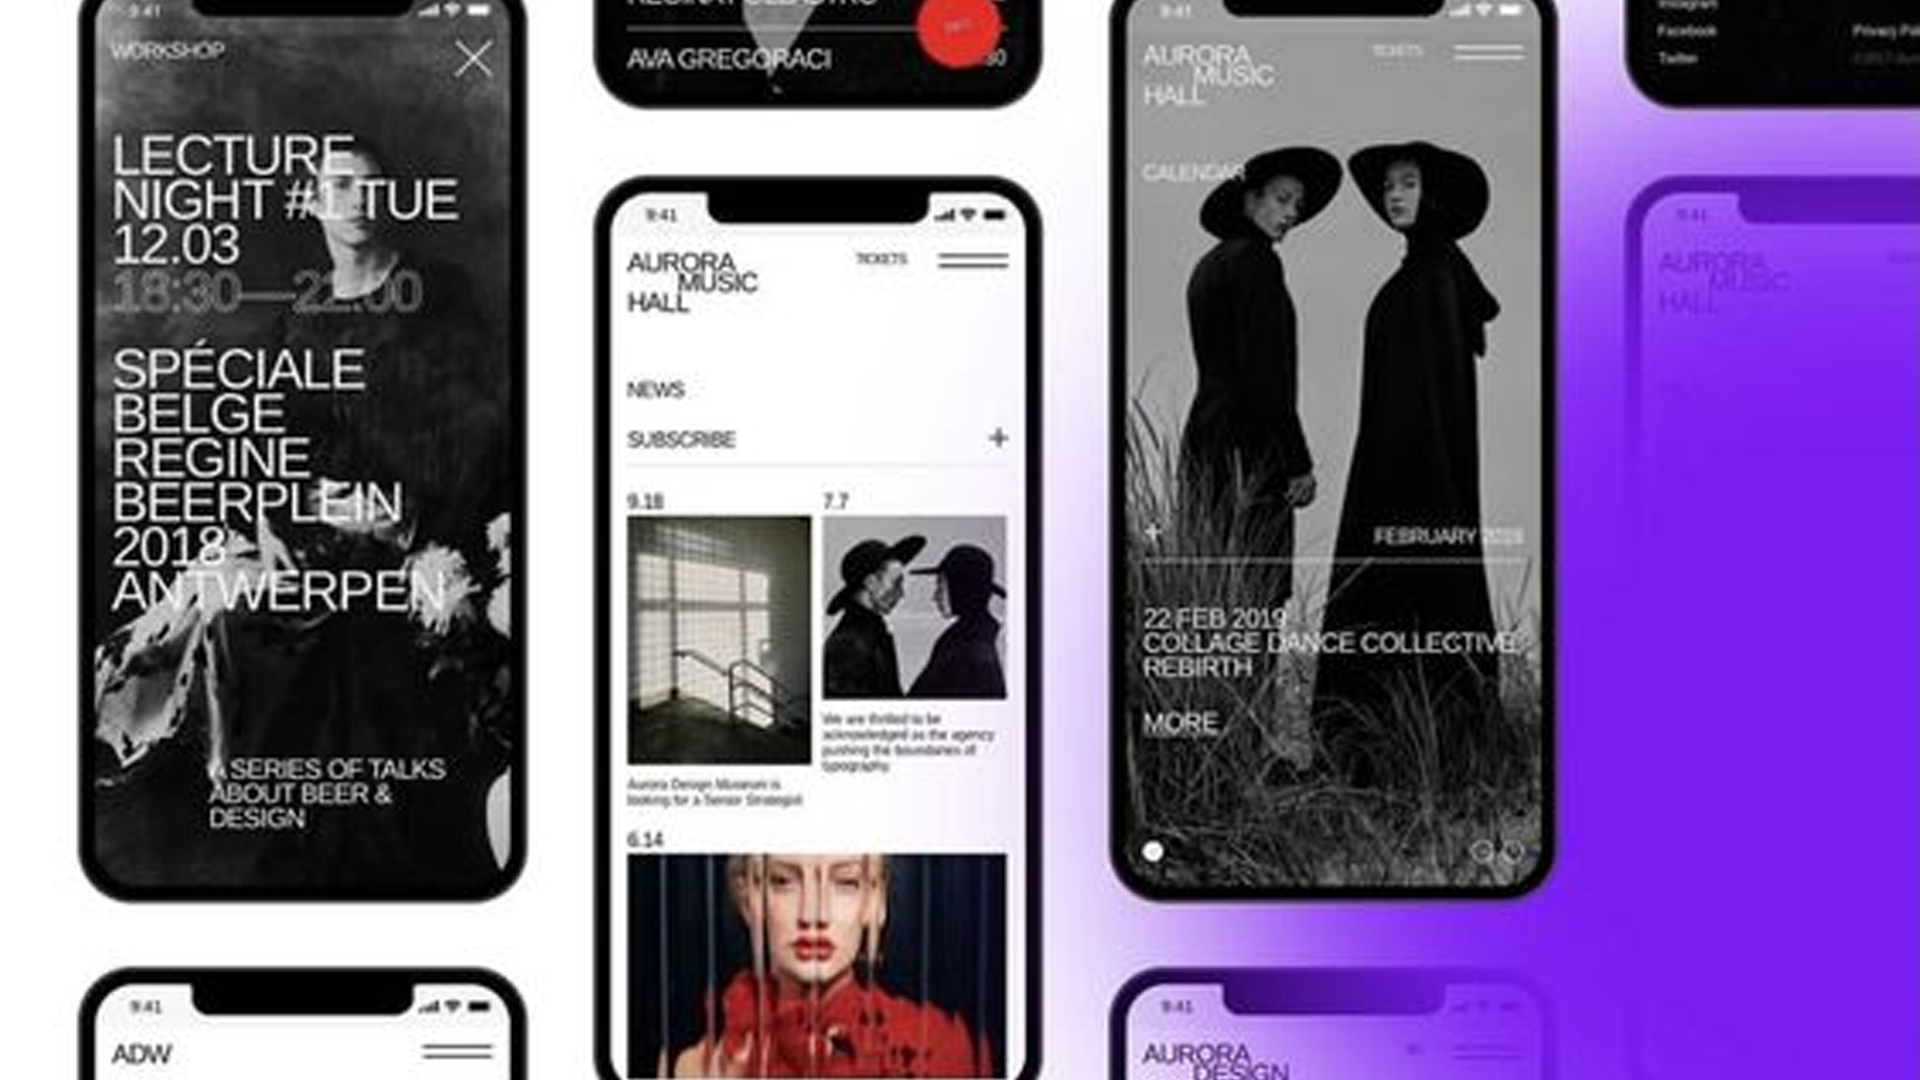 9:41
WORKSHOP
LECTURE
NIGHT #1 TUE
12.03
18:30—21:00
SPÉCIALE
BELGE
REGINE
BEERPLEIN
2018
ANTWERPEN
A SERIES OF TALKS
ABOUT BEER &
DESIGN
9:41
ADW
AVA GREGORACI
9:41
AURORA
MUSIC
HALL
TICKETS
NEWS
SUBSCRIBE +
9.18
7.7
We are thrilled to be
acknowledged as the agency
pushing the boundaries of
typography.
Aurora Design Museum is
looking for a Senior Strategist
6.14
9:41
AURORA
MUSIC
HALL
TICKETS
CALENDAR
+
FEBRUARY 2019
22 FEB 2019
COLLAGE DANCE COLLECTIVE
REBIRTH
MORE
9:41
AURORA
DESIGN
Instagram
Facebook
Twitter
Privacy
9:41
AURORA
MUSIC
HALL